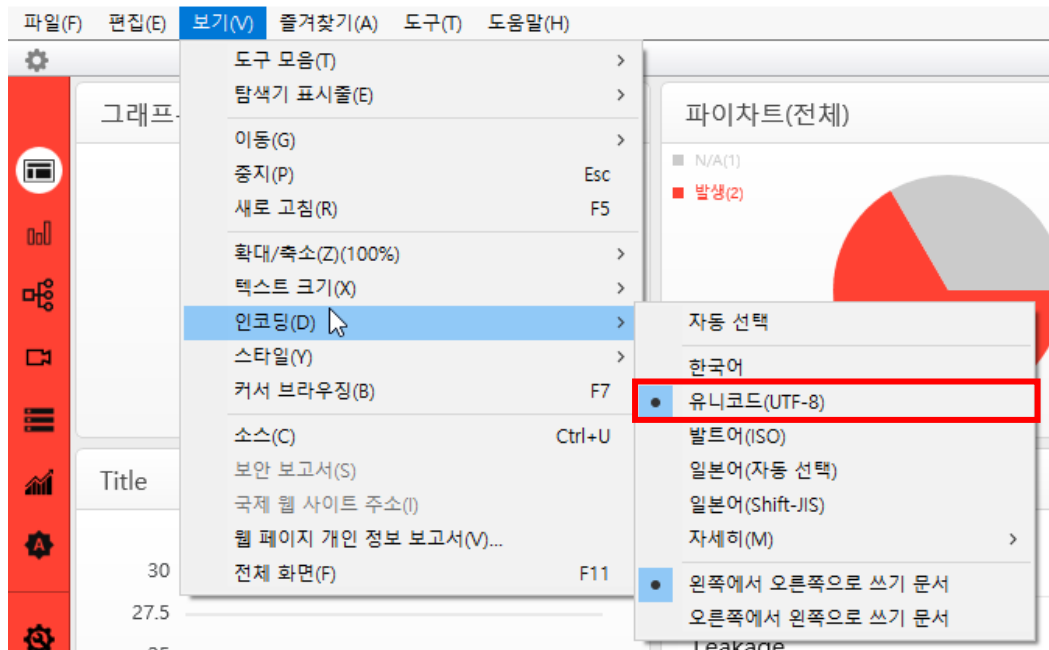 파일(F) 편집(E) 보기(V) 즐겨찾기(A) 도구(T) 도움말(H)
도구 모음(T)
탐색기 표시줄(E)
이동(G)
중지(P) Esc
새로 고침(R) F5
확대/축소(Z)(100%)
텍스트 크기(X)
인코딩(D)
스타일(Y)
커서 브라우징(B) F7
소스(C) Ctrl+U
보안 보고서(S)
국제 웹 사이트 주소(I)
웹 페이지 개인 정보 보고서(V)...
전체 화면(F) F11
자동 선택
한국어
유니코드(UTF-8)
발트어(ISO)
일본어(자동 선택)
일본어(Shift-JIS)
자세히(M)
왼쪽에서 오른쪽으로 쓰기 문서
오른쪽에서 왼쪽으로 쓰기 문서
그래프
파이차트(전체)
N/A(1)
발생(2)
Title
30
27.5
25
Leakage